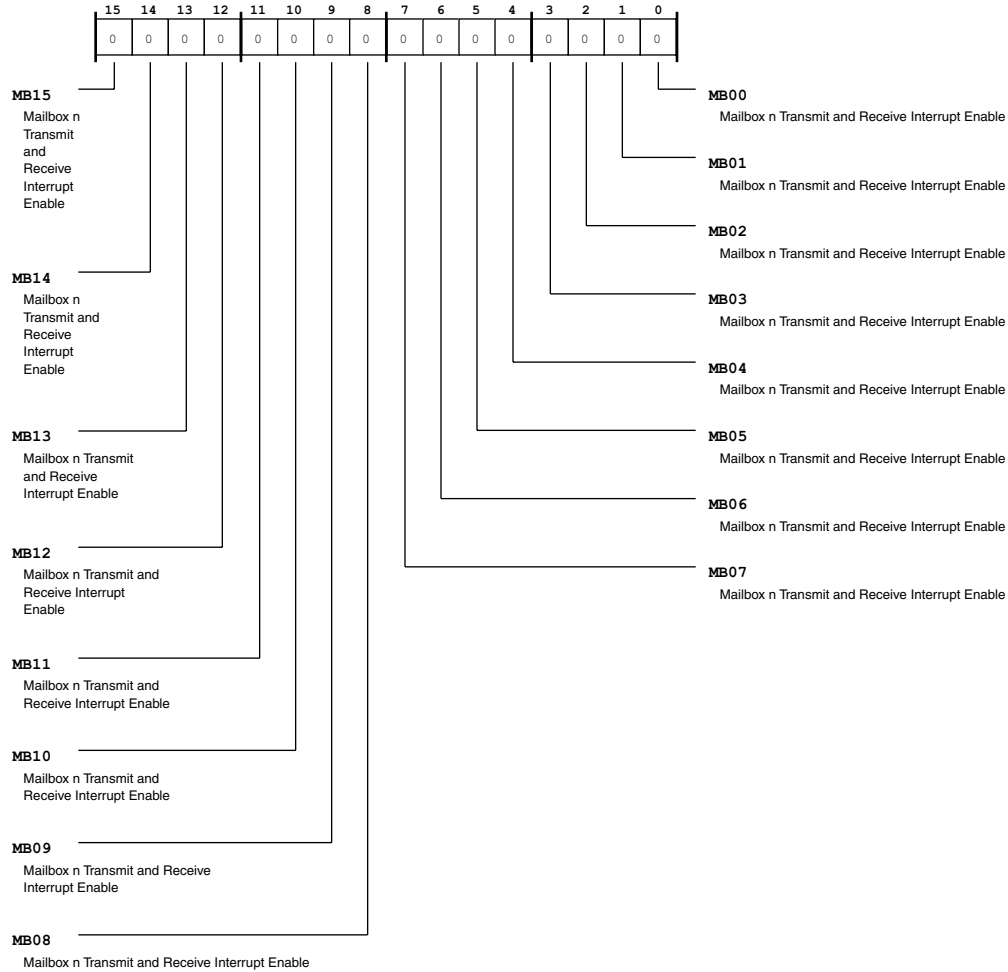 15 14 13 12 11 10 9 8 7 6 5 4 3 2 1 0
0 0 0 0 0 0 0 0 0 0 0 0 0 0 0 0
MB15
Mailbox n
Transmit
and
Receive
Interrupt
Enable
MB14
Mailbox n
Transmit and
Receive
Interrupt
Enable
MB13
Mailbox n Transmit
and Receive
Interrupt Enable
MB12
Mailbox n Transmit and
Receive Interrupt
Enable
MB11
Mailbox n Transmit and
Receive Interrupt Enable
MB10
Mailbox n Transmit and
Receive Interrupt Enable
MB09
Mailbox n Transmit and Receive
Interrupt Enable
MB08
Mailbox n Transmit and Receive Interrupt Enable
MB00
Mailbox n Transmit and Receive Interrupt Enable
MB01
Mailbox n Transmit and Receive Interrupt Enable
MB02
Mailbox n Transmit and Receive Interrupt Enable
MB03
Mailbox n Transmit and Receive Interrupt Enable
MB04
Mailbox n Transmit and Receive Interrupt Enable
MB05
Mailbox n Transmit and Receive Interrupt Enable
MB06
Mailbox n Transmit and Receive Interrupt Enable
MB07
Mailbox n Transmit and Receive Interrupt Enable